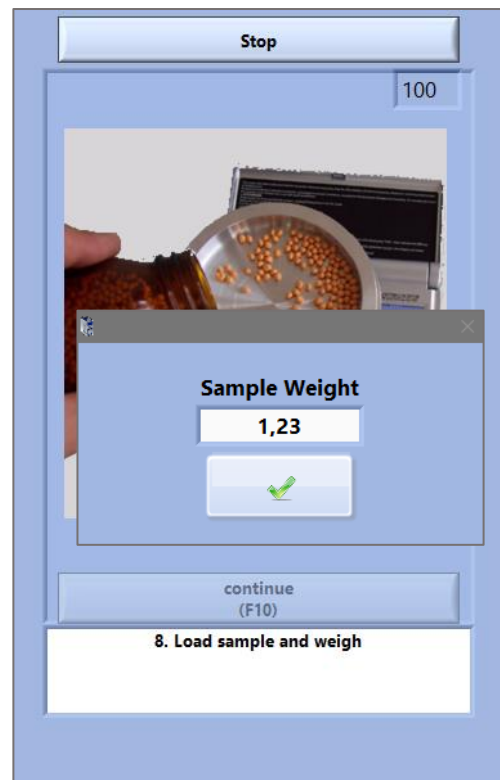 Stop
100
Sample Weight
1,23
continue
(F10)
8. Load sample and weigh